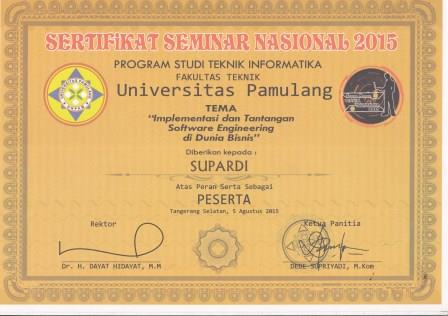 SERTIFiKAT SEMINAR NASIONAL 2015
PROGRAM STUDI TEKNIK INFORMATIKA
FAKULTAS TEKNIK
Universitas Pamulang
TEMA
"Implementasi dan Tantangan
Software Engineering
di Dunia Bisnis"
Diberikan kepada :
SUPARDI
Atas Peran Serta Sebagai
PESERTA
Tangerang Selatan, 5 Agustus 2015
Rektor
Ketua Panitia
Dr. H. DAYAT HIDAYAT, M.M
DEDE SUPRIYADI, M.Kom